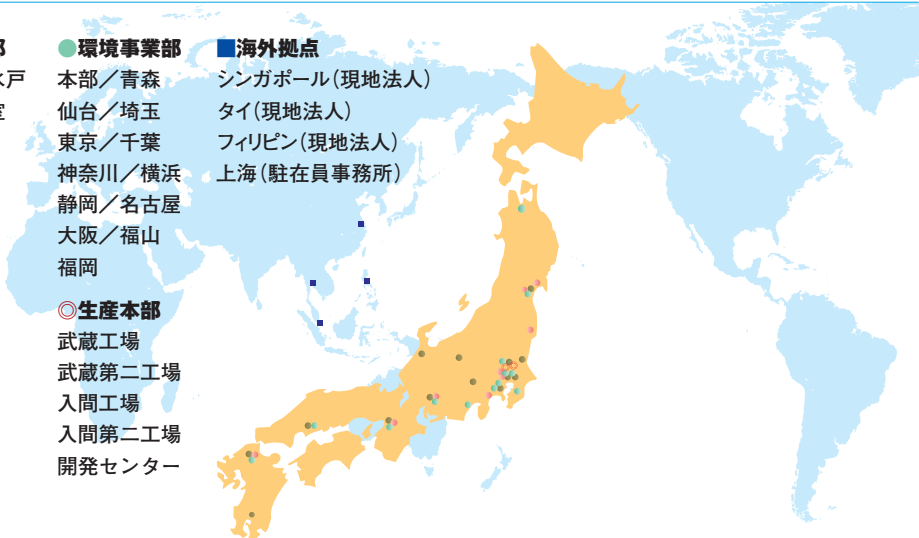 部
水戸
室
●環境事業部
本部／青森
仙台／埼玉
東京／千葉
神奈川／横浜
静岡／名古屋
大阪／福山
福岡
◎生産本部
武蔵工場
武蔵第二工場
入間工場
入間第二工場
開発センター
■海外拠点
シンガポール（現地法人）
タイ（現地法人）
フィリピン（現地法人）
上海（駐在員事務所）